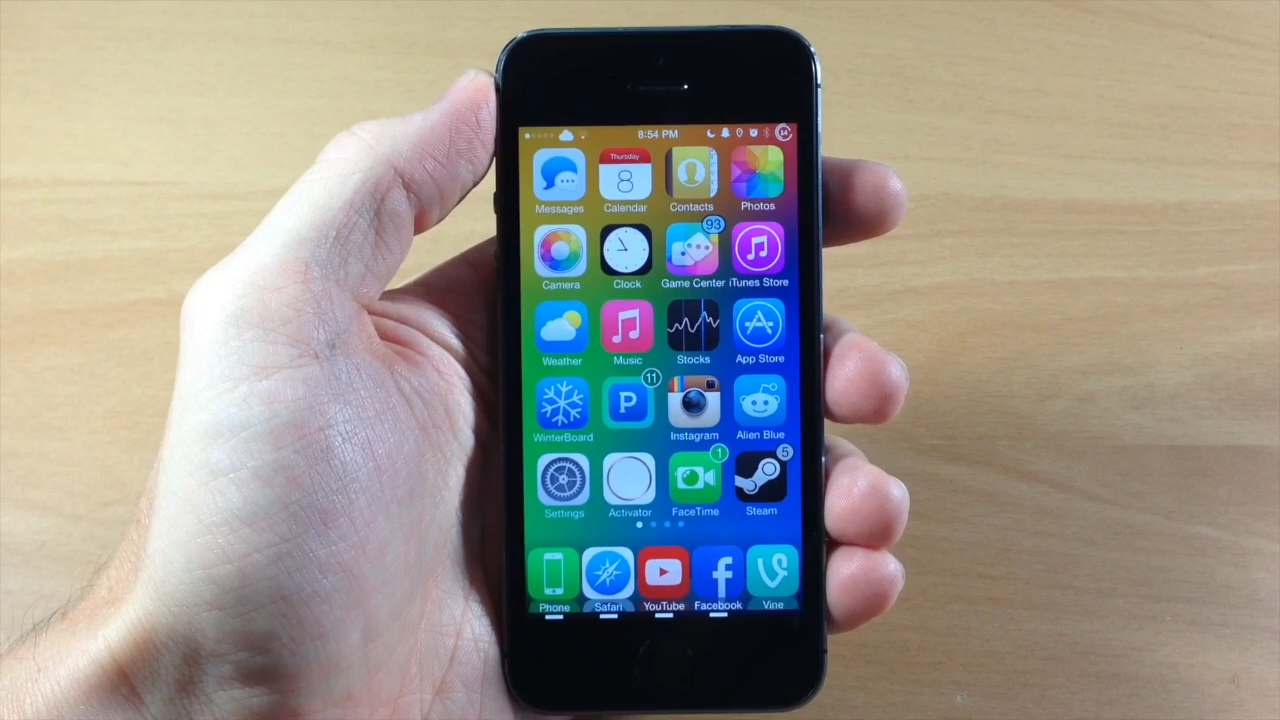 8:54 PM 14
Thursday
8
Messages Calendar Contacts Photos
93
Camera Clock Game Center iTunes Store
Weather Music Stocks App Store
11
P
WinterBoard Instagram Alien Blue
1 5
Settings Activator FaceTime Steam
f
Phone Safari YouTube Facebook Vine